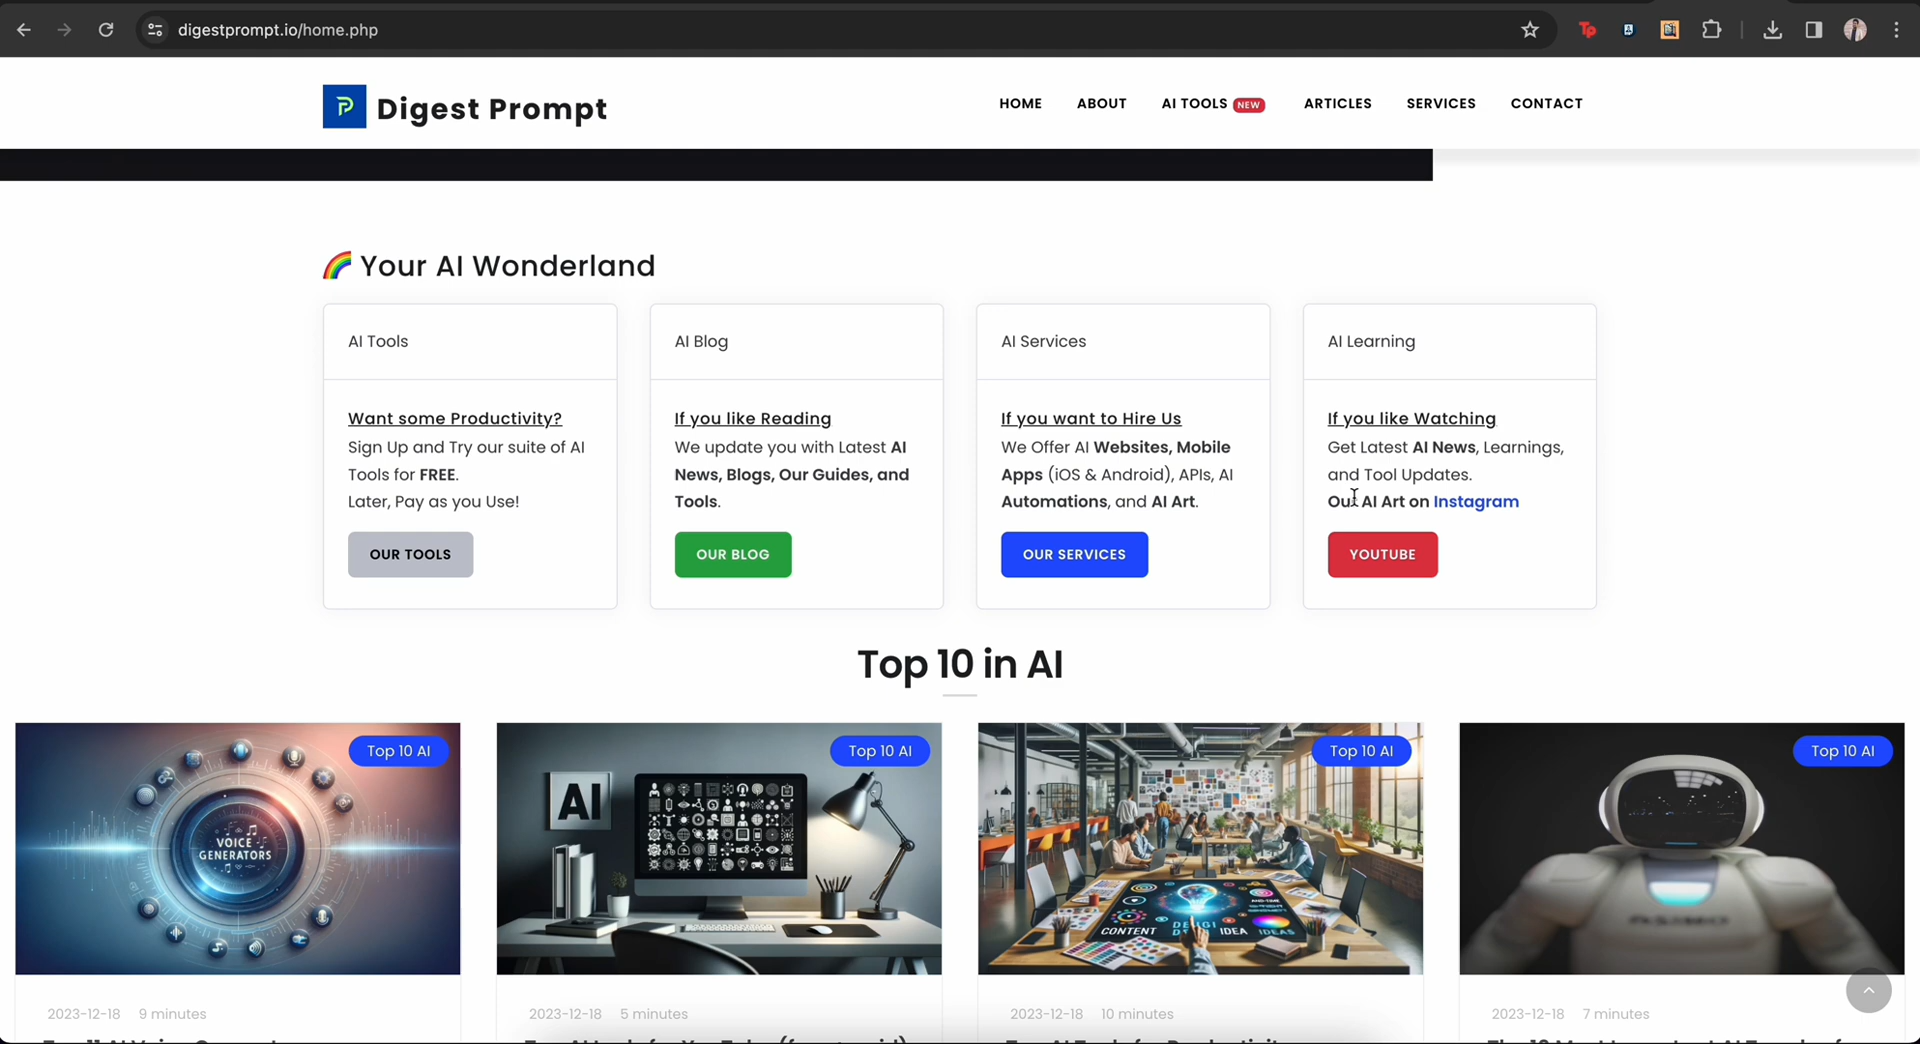 digestprompt.io/home.php
Tp
Digest Prompt
HOME ABOUT AI TOOLS NEW ARTICLES SERVICES CONTACT
🌈 Your AI Wonderland
AI Tools
Want some Productivity?
Sign Up and Try our suite of AI
Tools for FREE.
Later, Pay as you Use!
OUR TOOLS
AI Blog
If you like Reading
We update you with Latest AI
News, Blogs, Our Guides, and
Tools.
OUR BLOG
AI Services
If you want to Hire Us
We Offer AI Websites, Mobile
Apps (iOS & Android), APIs, AI
Automations, and AI Art.
OUR SERVICES
AI Learning
If you like Watching
Get Latest AI News, Learnings,
and Tool Updates.
Our AI Art on Instagram
YOUTUBE
Top 10 in AI
Top 10 AI
VOICE
GENERATORS
2023-12-18 9 minutes
Top 10 AI
AI
2023-12-18 5 minutes
Top 10 AI
CONTENT
IDEA
IDEAS
2023-12-18 10 minutes
Top 10 AI
2023-12-18 7 minutes